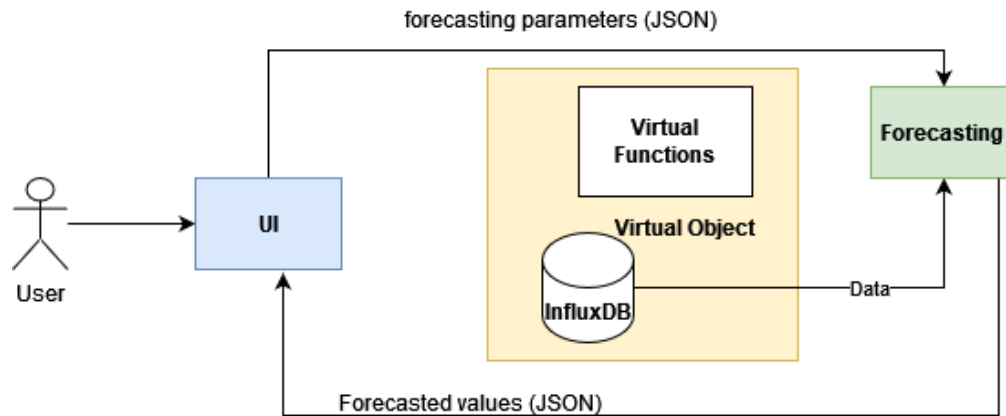 forecasting parameters (JSON)
Virtual
Functions
Forecasting
UI
Virtual Object
User
InfluxDB
Data
Forecasted values (JSON)